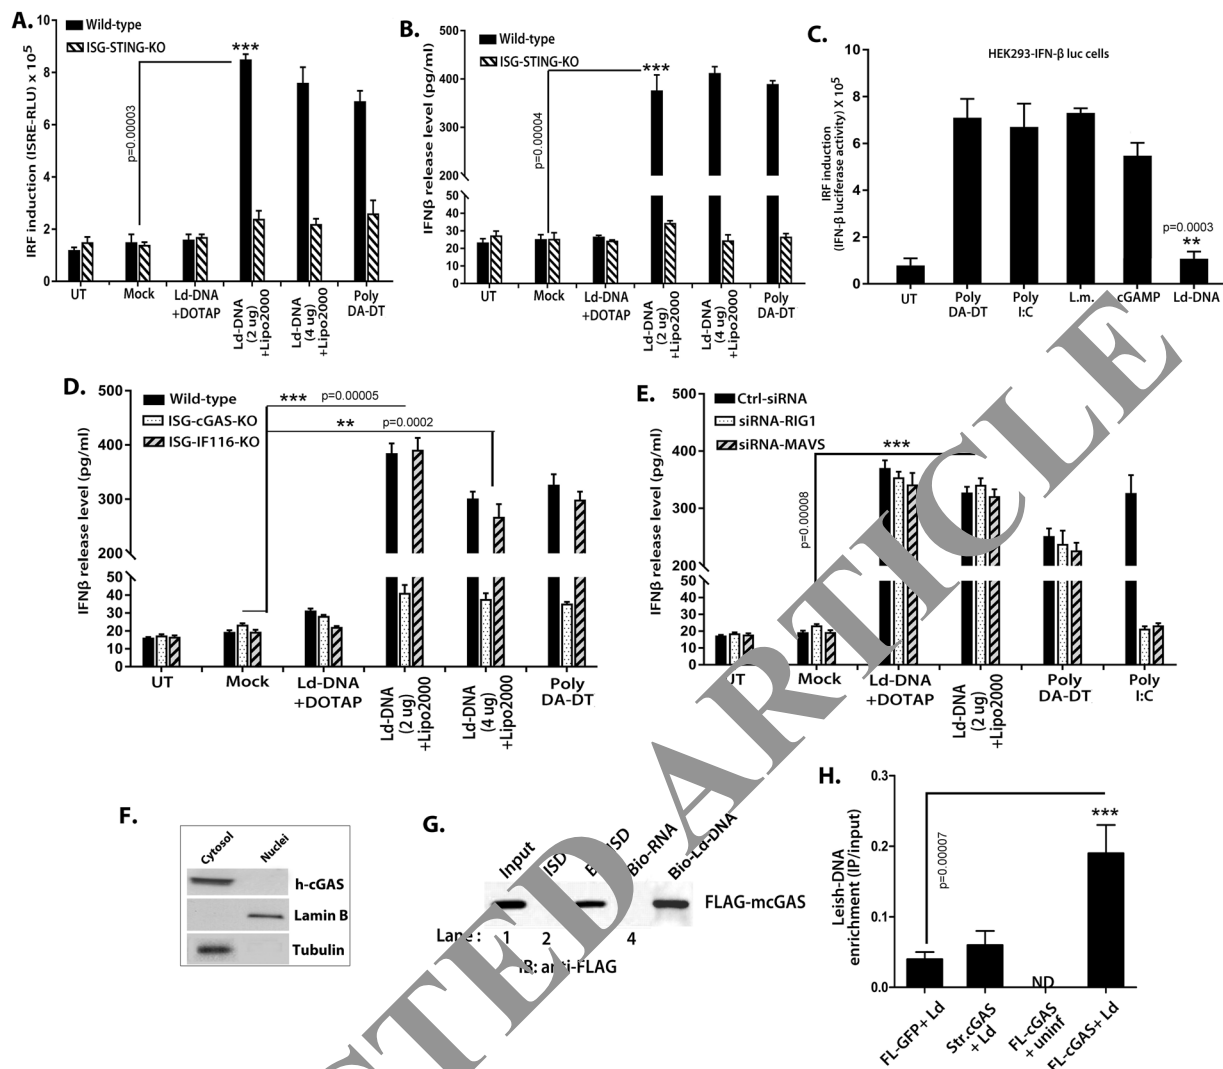 A.
Wild-type
ISG-STING-KO
IRF induction (ISRE-RLU) x 10⁵
10
8
6
4
2
0
***
p=0.00003
UT
Mock
Ld-DNA
+DOTAP
Ld-DNA
(2 ug)
+Lipo2000
Ld-DNA
(4 ug)
+Lipo2000
Poly
DA-DT
B.
Wild-type
ISG-STING-KO
IFNβ release level (pg/ml)
500
400
300
200
50
40
30
20
10
0
***
p=0.00004
UT
Mock
Ld-DNA
+DOTAP
Ld-DNA
(2 ug)
+Lipo2000
Ld-DNA
(4 ug)
+Lipo2000
Poly
DA-DT
C.
HEK293-IFN-β luc cells
IRF induction
(IFN-β luciferase activity) X 10⁵
10
8
6
4
2
0
p=0.0003
**
UT
Poly
DA-DT
Poly
I:C
L.m.
cGAMP
Ld-DNA
D.
Wild-type
ISG-cGAS-KO
ISG-IF116-KO
IFNβ release level (pg/ml)
500
400
300
200
50
40
30
20
10
0
*** p=0.00005
** p=0.0002
UT
Mock
Ld-DNA
+DOTAP
Ld-DNA
(2 ug)
+Lipo2000
Ld-DNA
(4 ug)
+Lipo2000
Poly
DA-DT
E.
Ctrl-siRNA
siRNA-RIG1
siRNA-MAVS
IFNβ release level (pg/ml)
500
400
300
200
50
40
30
20
10
0
***
p=0.00008
UT
Mock
Ld-DNA
+DOTAP
Ld-DNA
(2 ug)
+Lipo2000
Poly
DA-DT
Poly
I:C
F.
Cytosol
Nuclei
h-cGAS
Lamin B
Tubulin
G.
Input
ISD
Bio-RNA
Bio-Ld-DNA
FLAG-mcGAS
Lane :
1
2
4
IB: anti-FLAG
H.
Leish-DNA
enrichment (IP/input)
0.3
0.2
0.1
0.0
p=0.00007
***
ND
FL-GFP+ Ld
Str.cGAS
+ Ld
FL-cGAS
+ uninf
FL-cGAS+ Ld
STED ARTICLE